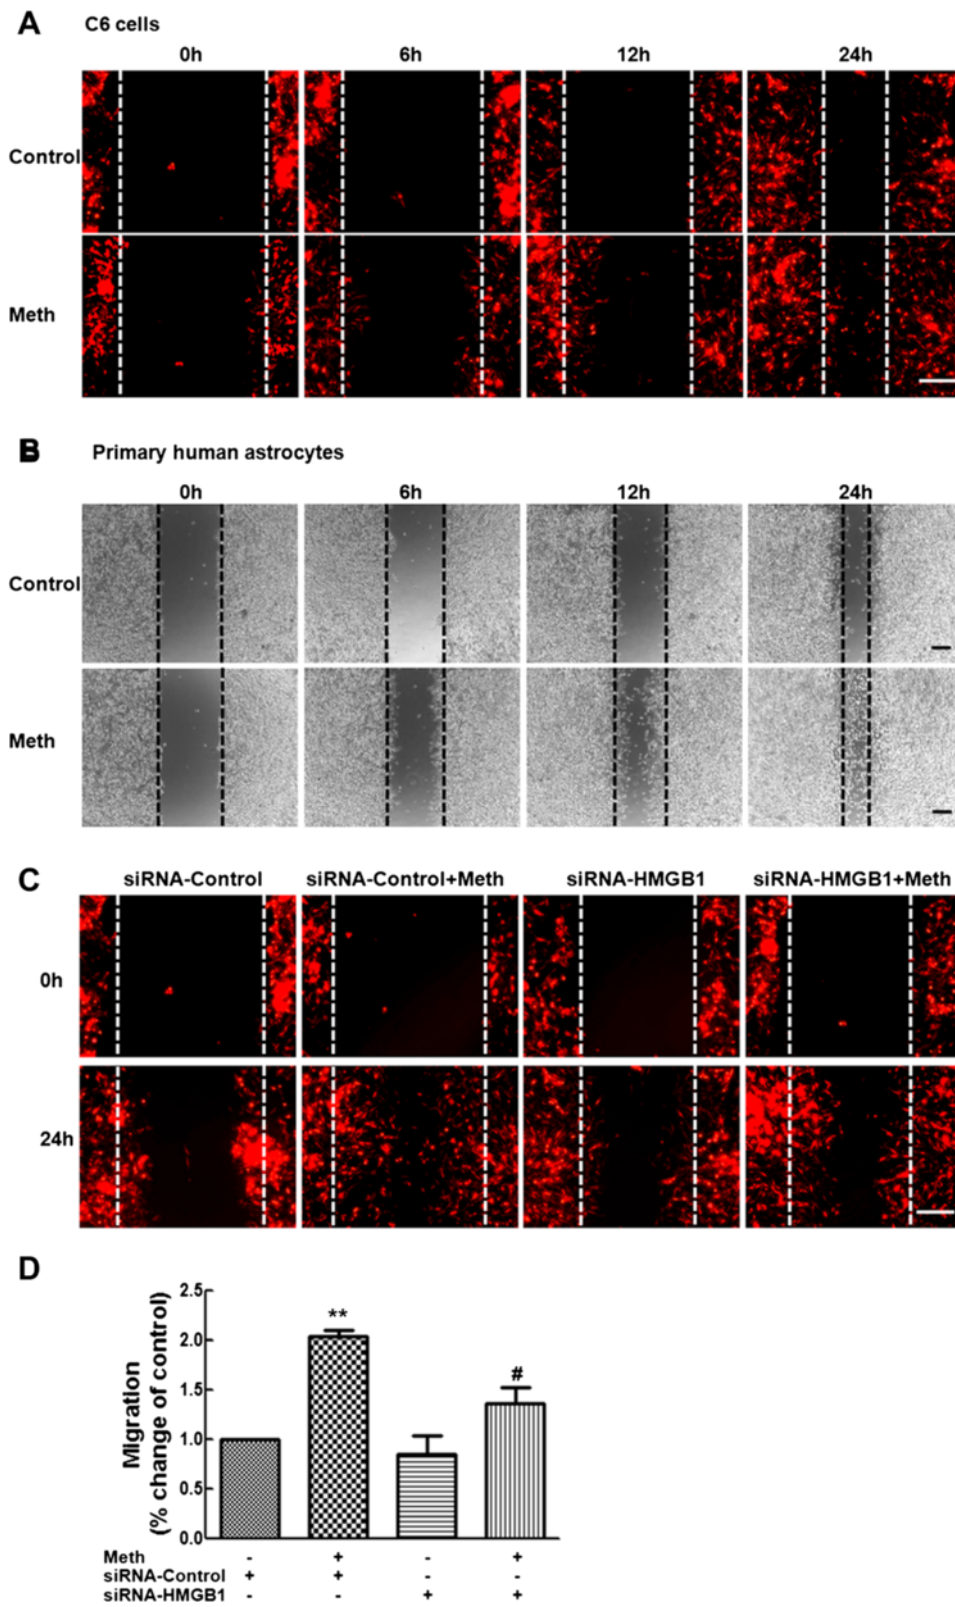 A C6 cells
0h 6h 12h 24h
Control
Meth
B Primary human astrocytes
0h 6h 12h 24h
Control
Meth
C siRNA-Control siRNA-Control+Meth siRNA-HMGB1 siRNA-HMGB1+Meth
0h
24h
D
Migration
(% change of control)
2.5
2.0
1.5
1.0
0.5
0.0
**
#
Meth - + - +
siRNA-Control + + - -
siRNA-HMGB1 - - + +